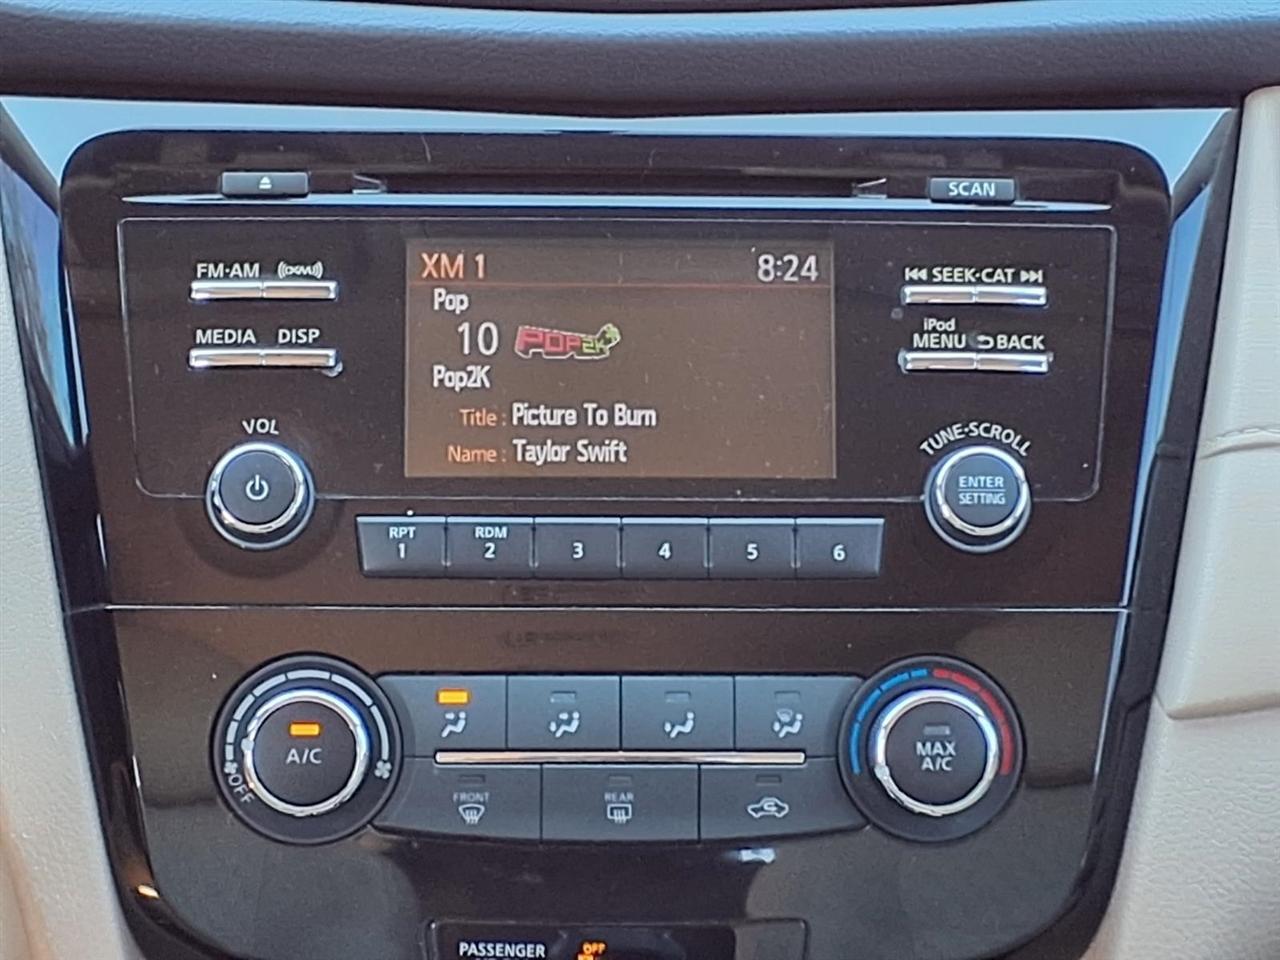 SCAN
FM·AM (((XM)))
XM 1 8:24
SEEK·CAT
Pop
MEDIA DISP
10 POP2K
iPod
MENU BACK
Pop2K
Title : Picture To Burn
Name : Taylor Swift
VOL
TUNE·SCROLL
ENTER
SETTING
RPT
1
RDM
2
3
4
5
6
A/C
OFF
MAX
A/C
FRONT
REAR
PASSENGER
OFF